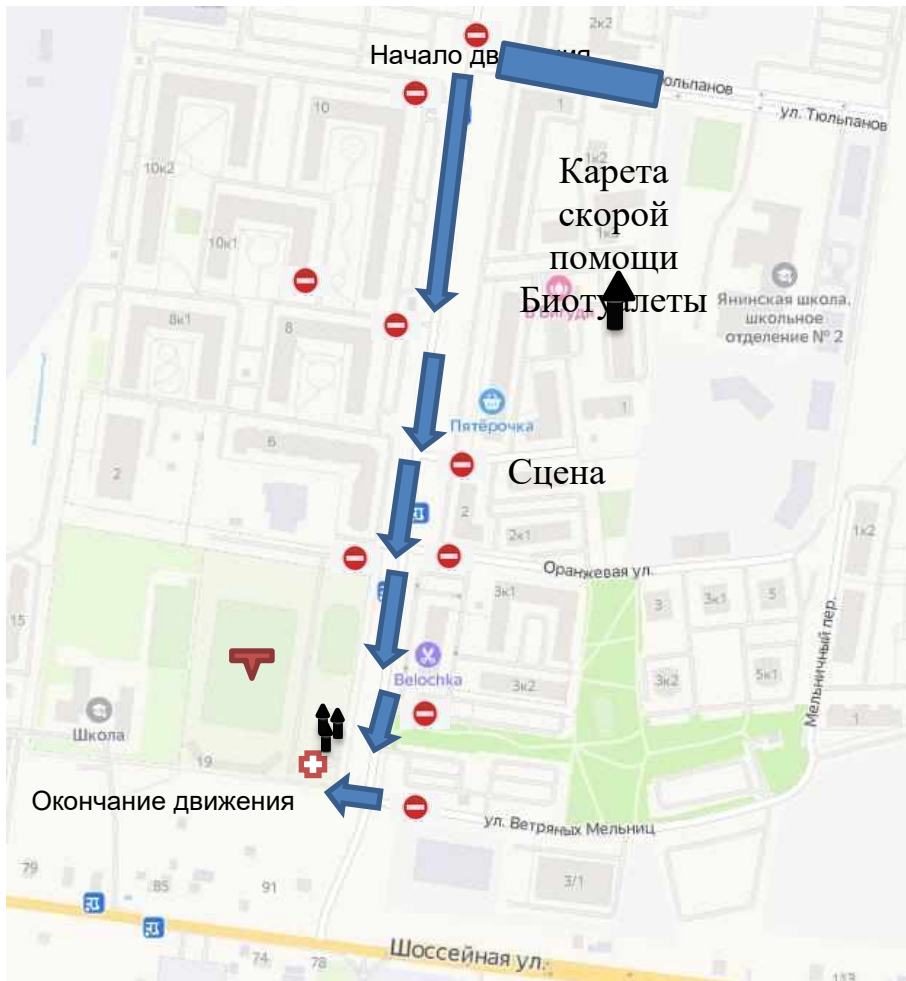 2к2
Начало движения
10
1
ул. Тюльпанов
1к2
10к2
Карета
скорой
помощи
Биотуалеты
10к1
1к2
Янинская школа,
школьное
отделение № 2
8к1
8
1
Пятёрочка
6
2
Сцена
2
2к1
1к2
Оранжевая ул.
3к1
3
3к1
5
15
Мельничный пер.
Belochka
3к2
3к2
5к1
1
Школа
19
Окончание движения
ул. Ветряных Мельниц
79
85
91
3/1
Шоссейная ул.
74
78